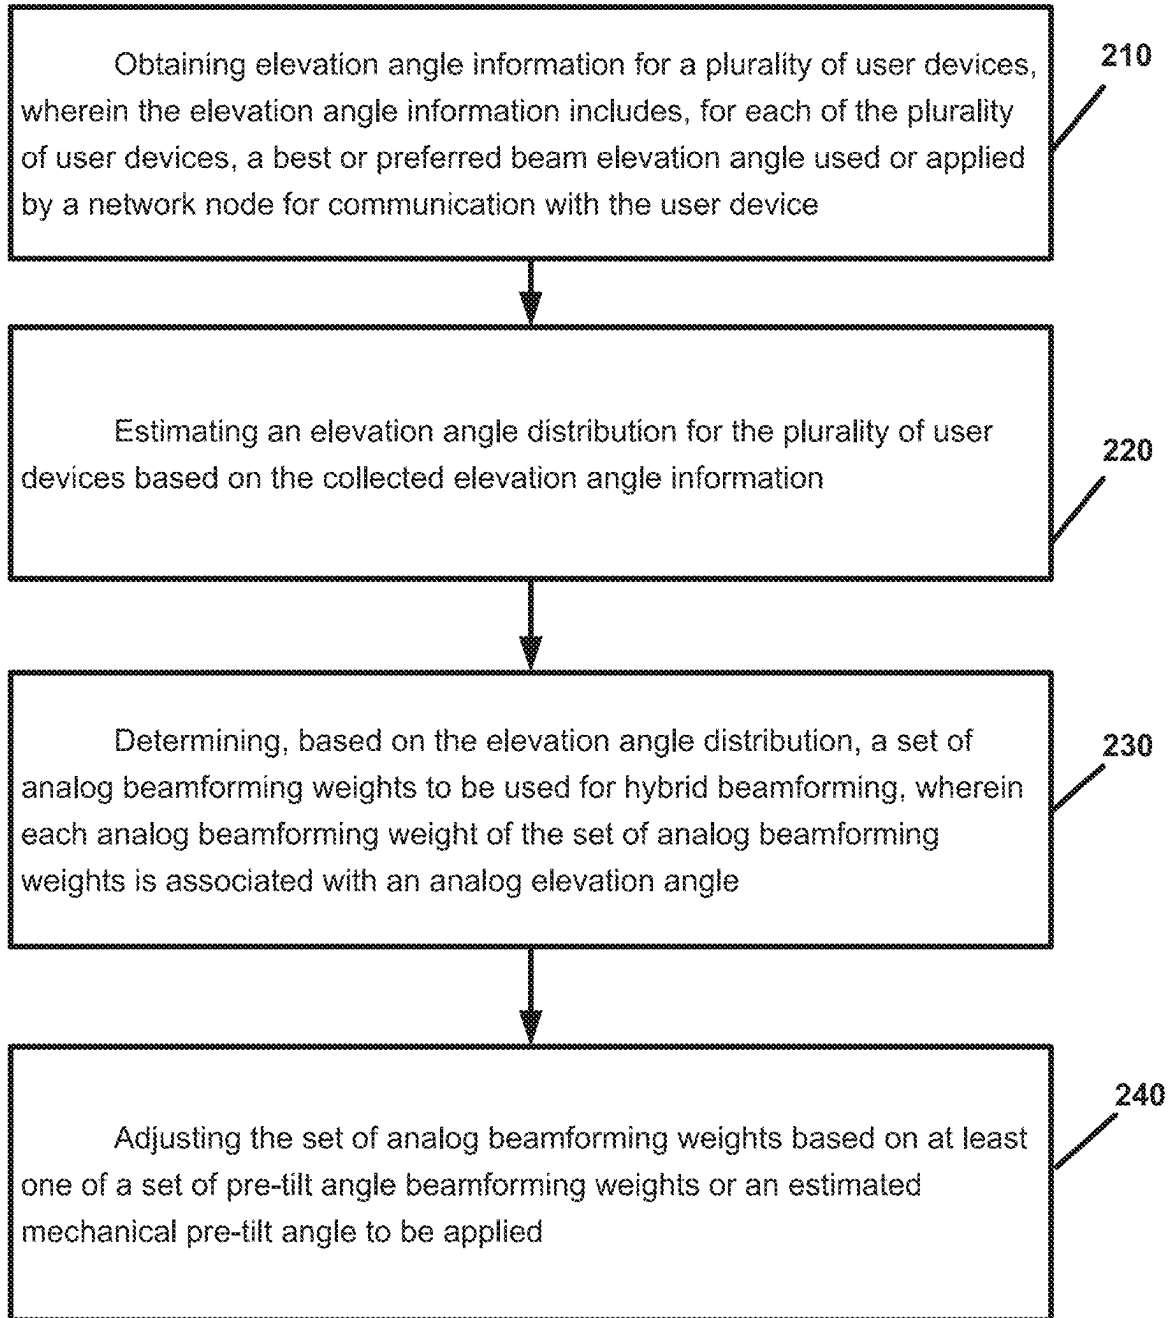 Obtaining elevation angle information for a plurality of user devices,
wherein the elevation angle information includes, for each of the plurality
of user devices, a best or preferred beam elevation angle used or applied
by a network node for communication with the user device
210
Estimating an elevation angle distribution for the plurality of user
devices based on the collected elevation angle information
220
Determining, based on the elevation angle distribution, a set of
analog beamforming weights to be used for hybrid beamforming, wherein
each analog beamforming weight of the set of analog beamforming
weights is associated with an analog elevation angle
230
Adjusting the set of analog beamforming weights based on at least
one of a set of pre-tilt angle beamforming weights or an estimated
mechanical pre-tilt angle to be applied
240